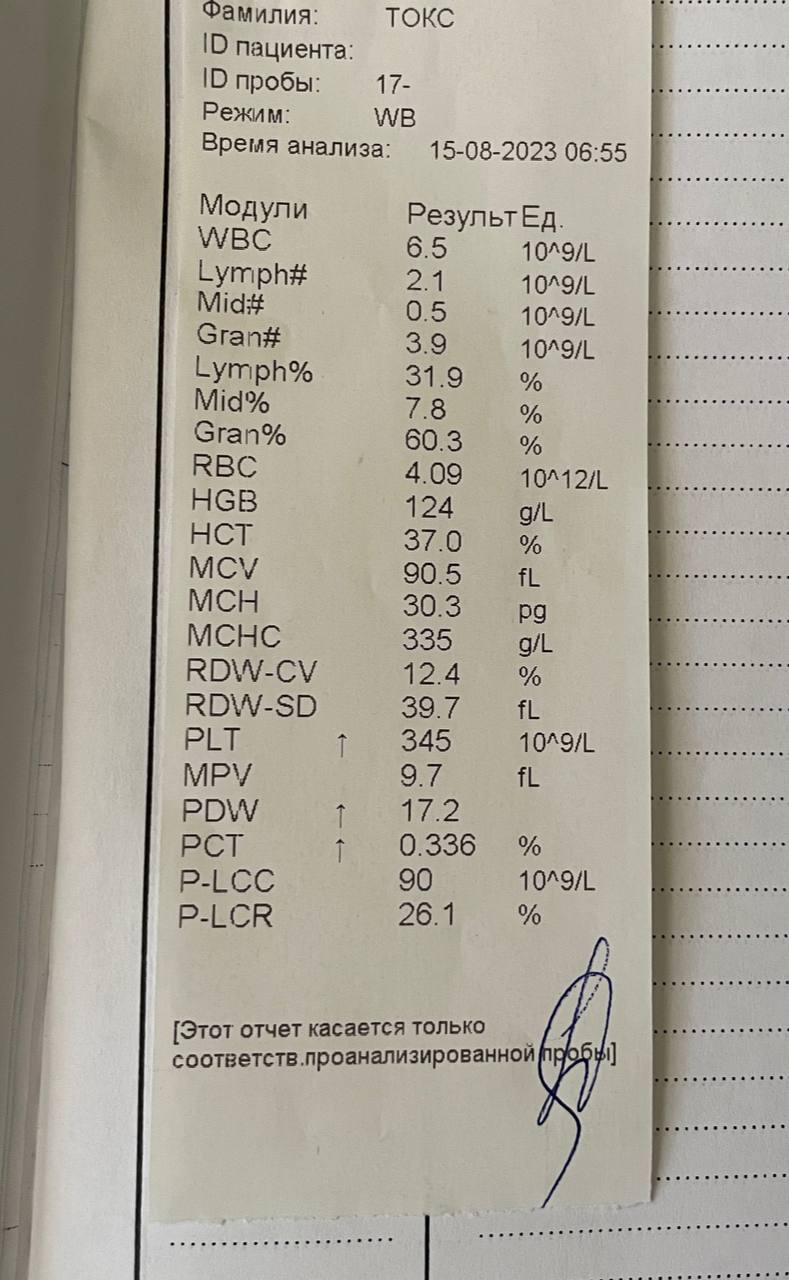 Фамилия: ТОКС
ID пациента:
ID пробы: 17-
Режим: WB
Время анализа: 15-08-2023 06:55
Модули Результ Ед.
WBC 6.5 10^9/L
Lymph# 2.1 10^9/L
Mid# 0.5 10^9/L
Gran# 3.9 10^9/L
Lymph% 31.9 %
Mid% 7.8 %
Gran% 60.3 %
RBC 4.09 10^12/L
HGB 124 g/L
HCT 37.0 %
MCV 90.5 fL
MCH 30.3 pg
MCHC 335 g/L
RDW-CV 12.4 %
RDW-SD 39.7 fL
PLT ↑ 345 10^9/L
MPV 9.7 fL
PDW ↑ 17.2
PCT ↑ 0.336 %
P-LCC 90 10^9/L
P-LCR 26.1 %
[Этот отчет касается только
соответств.проанализированной пробы]